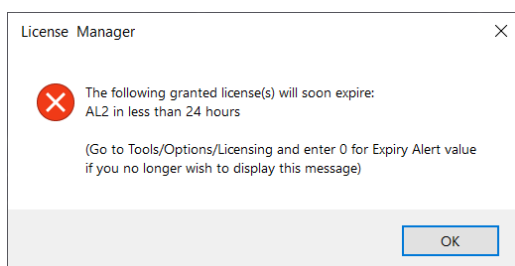 License Manager
The following granted license(s) will soon expire:
AL2 in less than 24 hours
(Go to Tools/Options/Licensing and enter 0 for Expiry Alert value
if you no longer wish to display this message)
OK